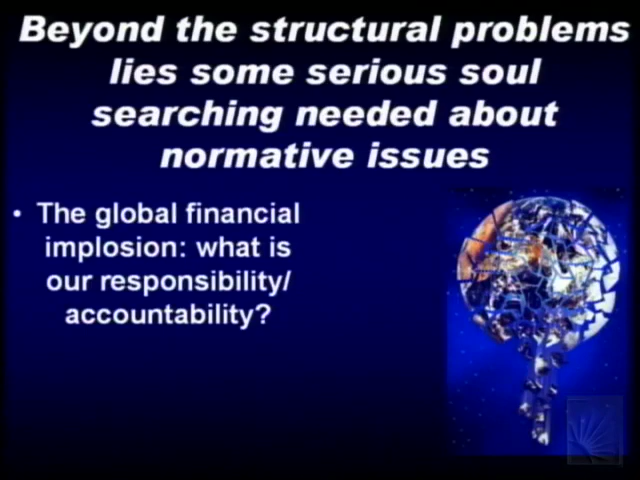 Beyond the structural problems
lies some serious soul
searching needed about
normative issues
• The global financial
implosion: what is
our responsibility/
accountability?